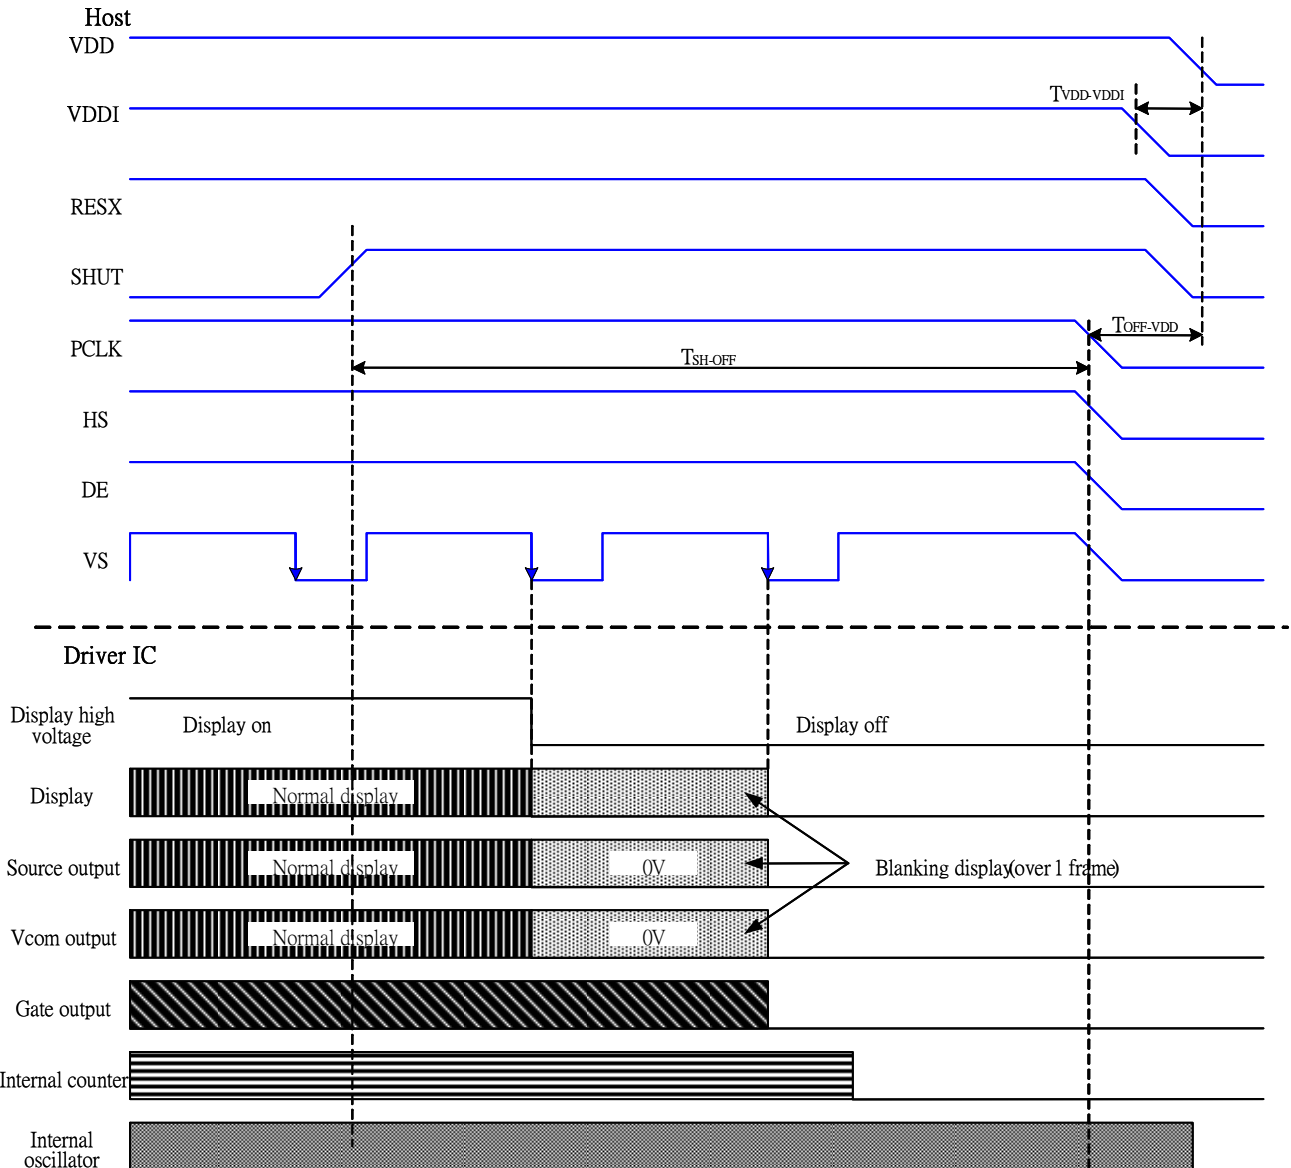 Host
VDD
TVDD-VDDI
VDDI
RESX
SHUT
TOFF-VDD
PCLK
TSH-OFF
HS
DE
VS
Driver IC
Display high
voltage
Display on
Display off
Display
Normal display
Source output
Normal display
0V
Blanking display(over 1 frame)
Vcom output
Normal display
0V
Gate output
Internal counter
Internal
oscillator